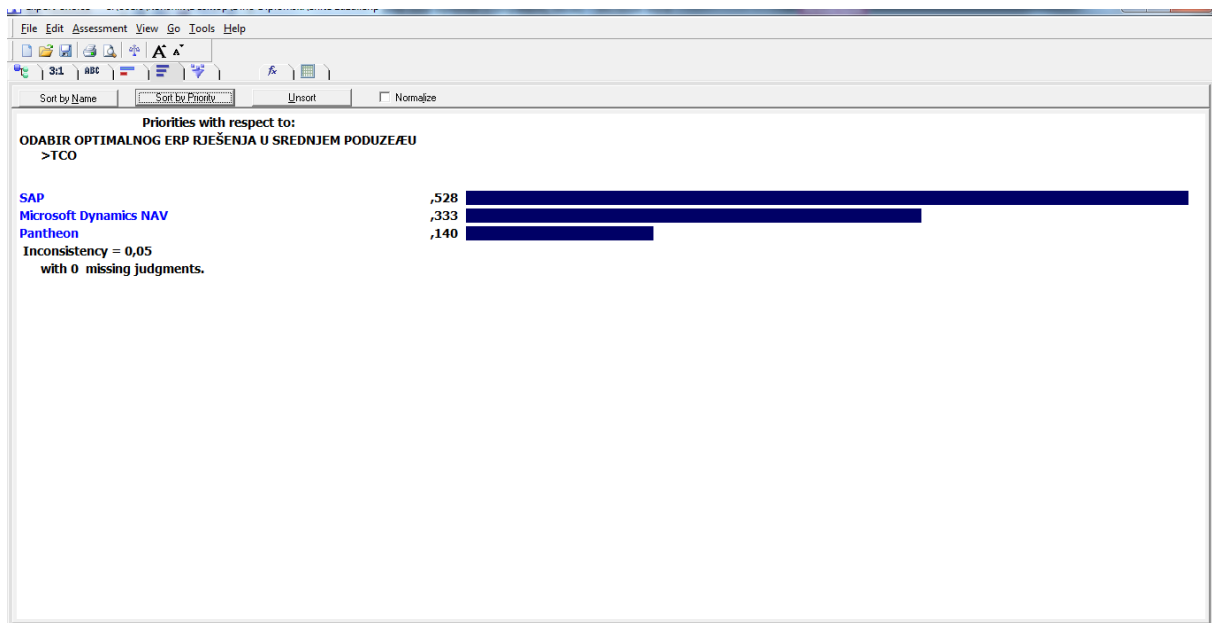 File Edit Assessment View Go Tools Help
A A
3:1 ABC fx
Sort by Name Sort by Priority Unsort Normalize
Priorities with respect to:
ODABIR OPTIMALNOG ERP RJEŠENJA U SREDNJEM PODUZEÆU
>TCO
SAP ,528
Microsoft Dynamics NAV ,333
Pantheon ,140
Inconsistency = 0,05
with 0 missing judgments.